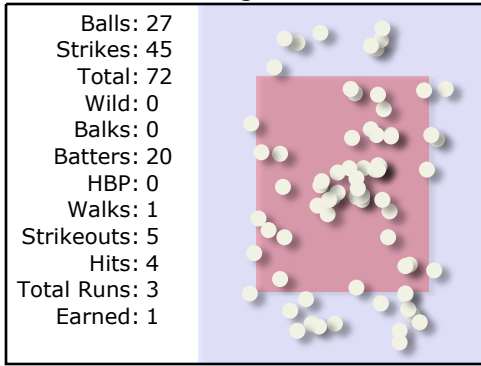 Balls: 27
Strikes: 45
Total: 72
Wild: 0
Balks: 0
Batters: 20
HBP: 0
Walks: 1
Strikeouts: 5
Hits: 4
Total Runs: 3
Earned: 1